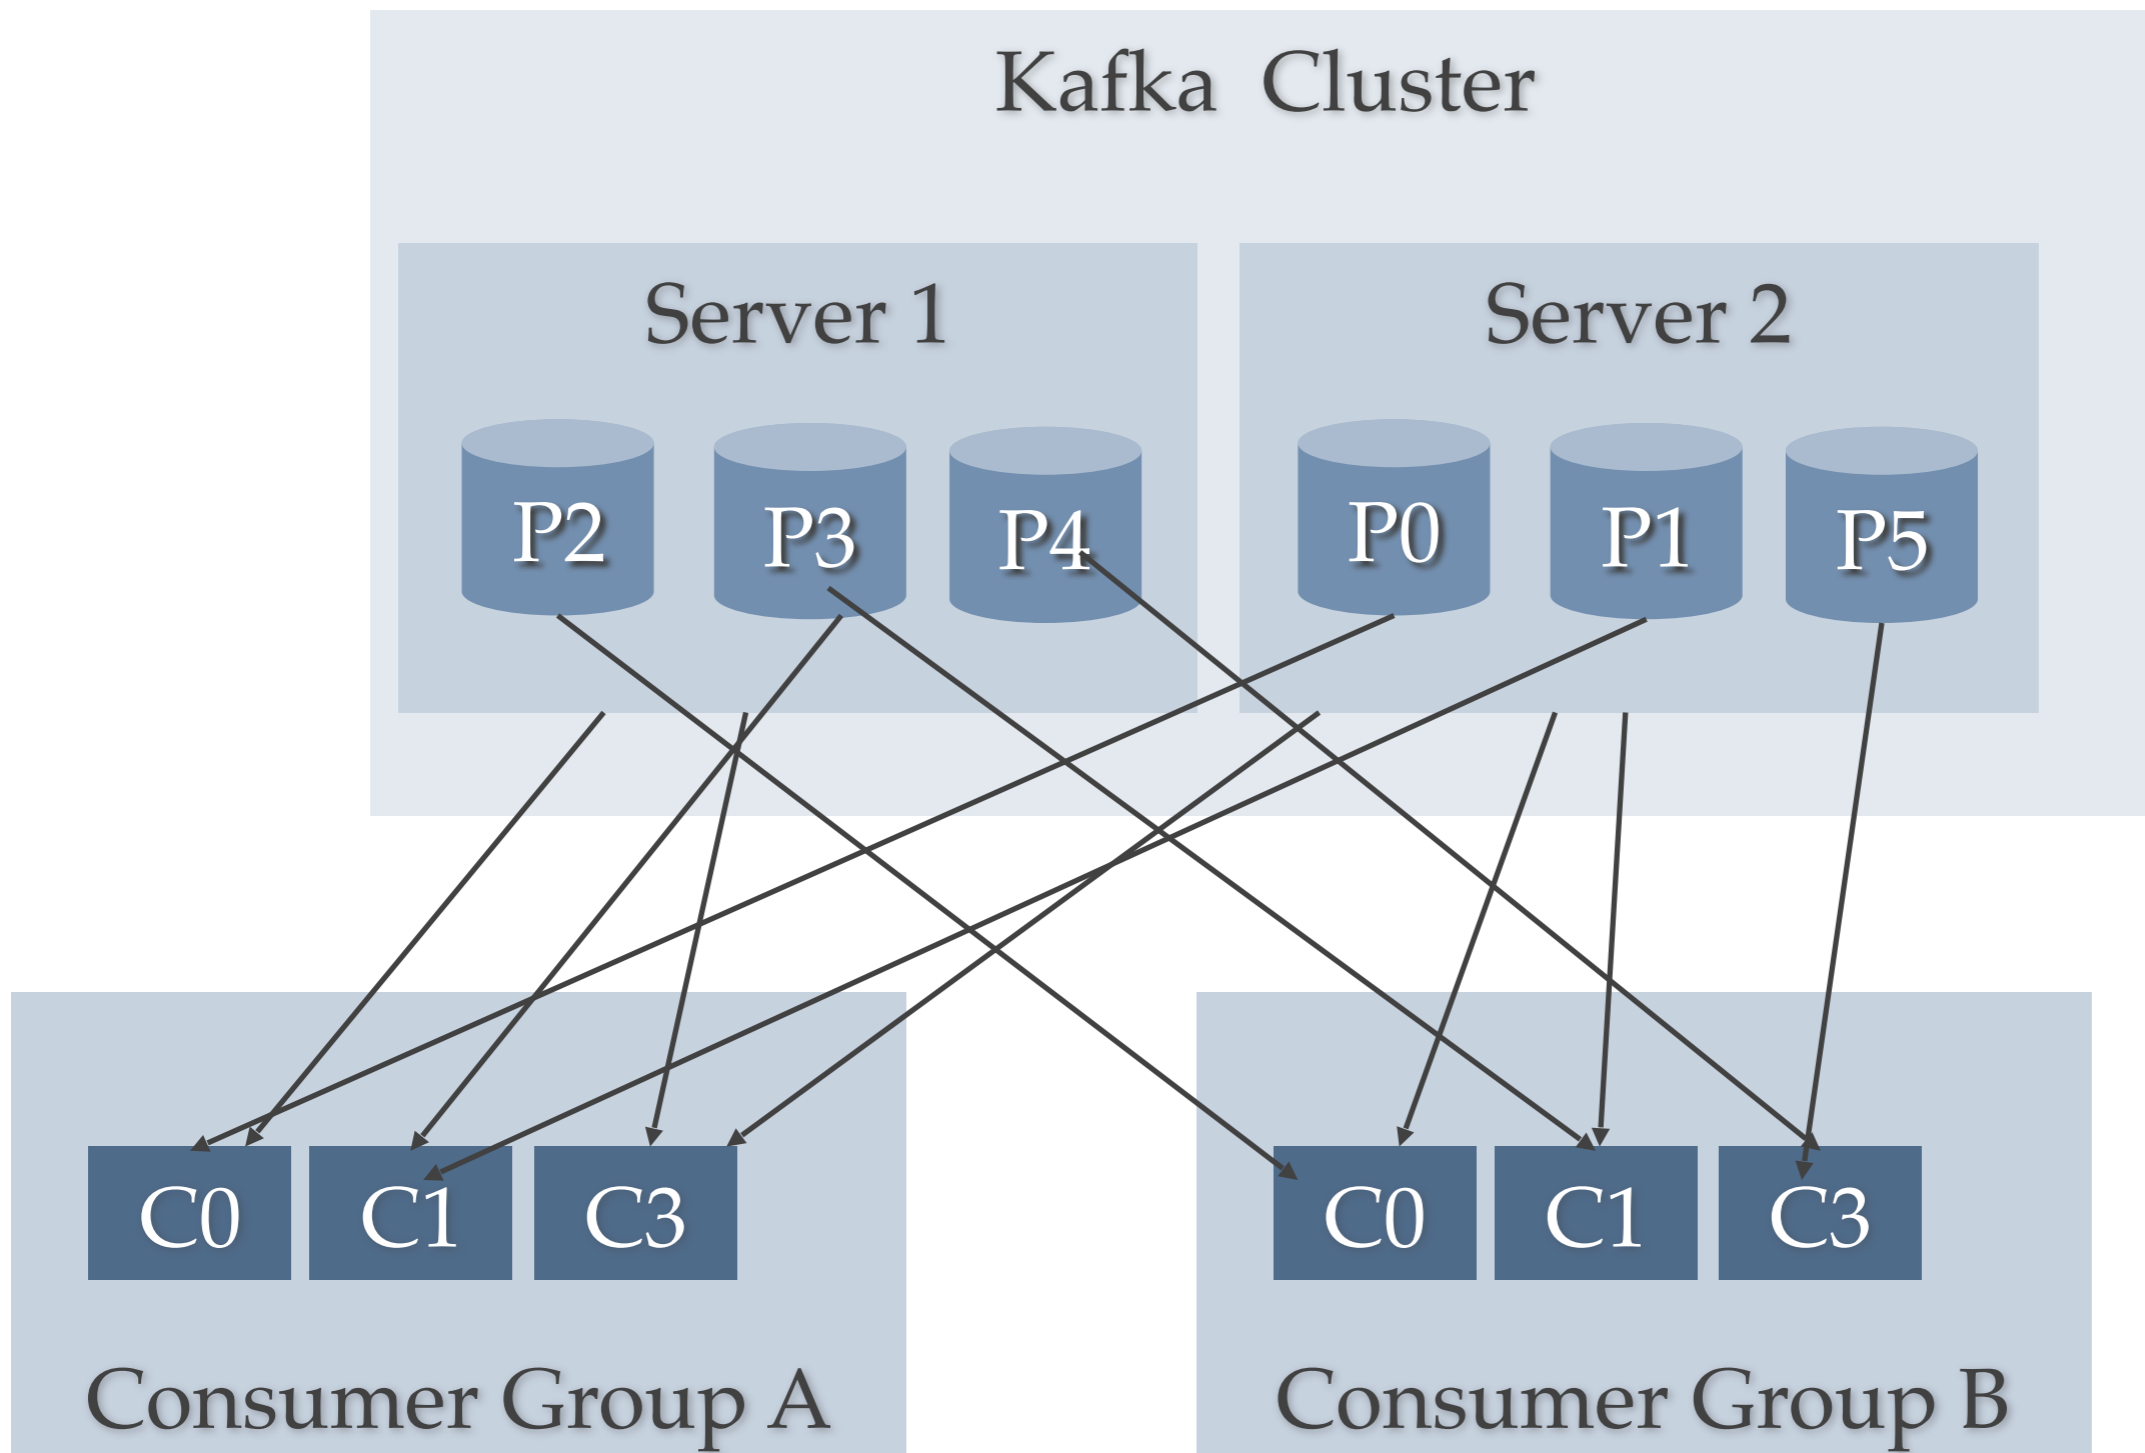 Kafka  Cluster
Server 1
Server 2
P2
P3
P4
P0
P1
P5
C0
C1
C3
C0
C1
C3
Consumer Group A
Consumer Group B